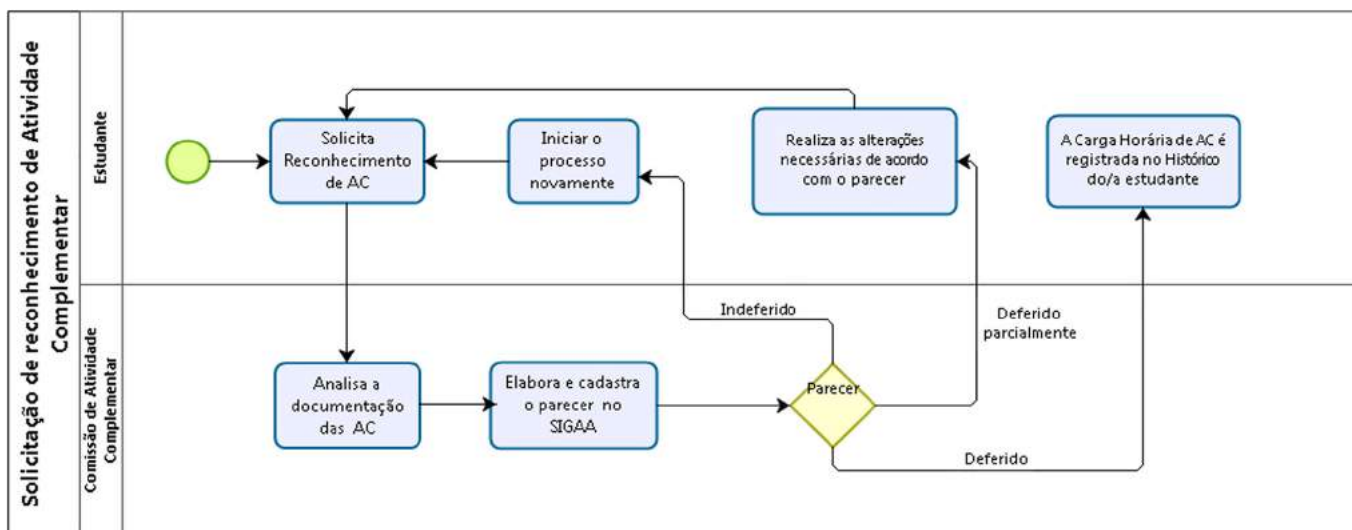 Solicitação de reconhecimento de Atividade
Complementar
Estudante
Solicita
Reconhecimento
de AC
Iniciar o
processo
novamente
Realiza as alterações
necessárias de acordo
com o parecer
A Carga Horária de AC é
registrada no Histórico
do/a estudante
Comissão de Atividade
Complementar
Analisa a
documentação
das AC
Elabora e cadastra
o parecer no
SIGAA
Parecer
Indeferido
Deferido
parcialmente
Deferido